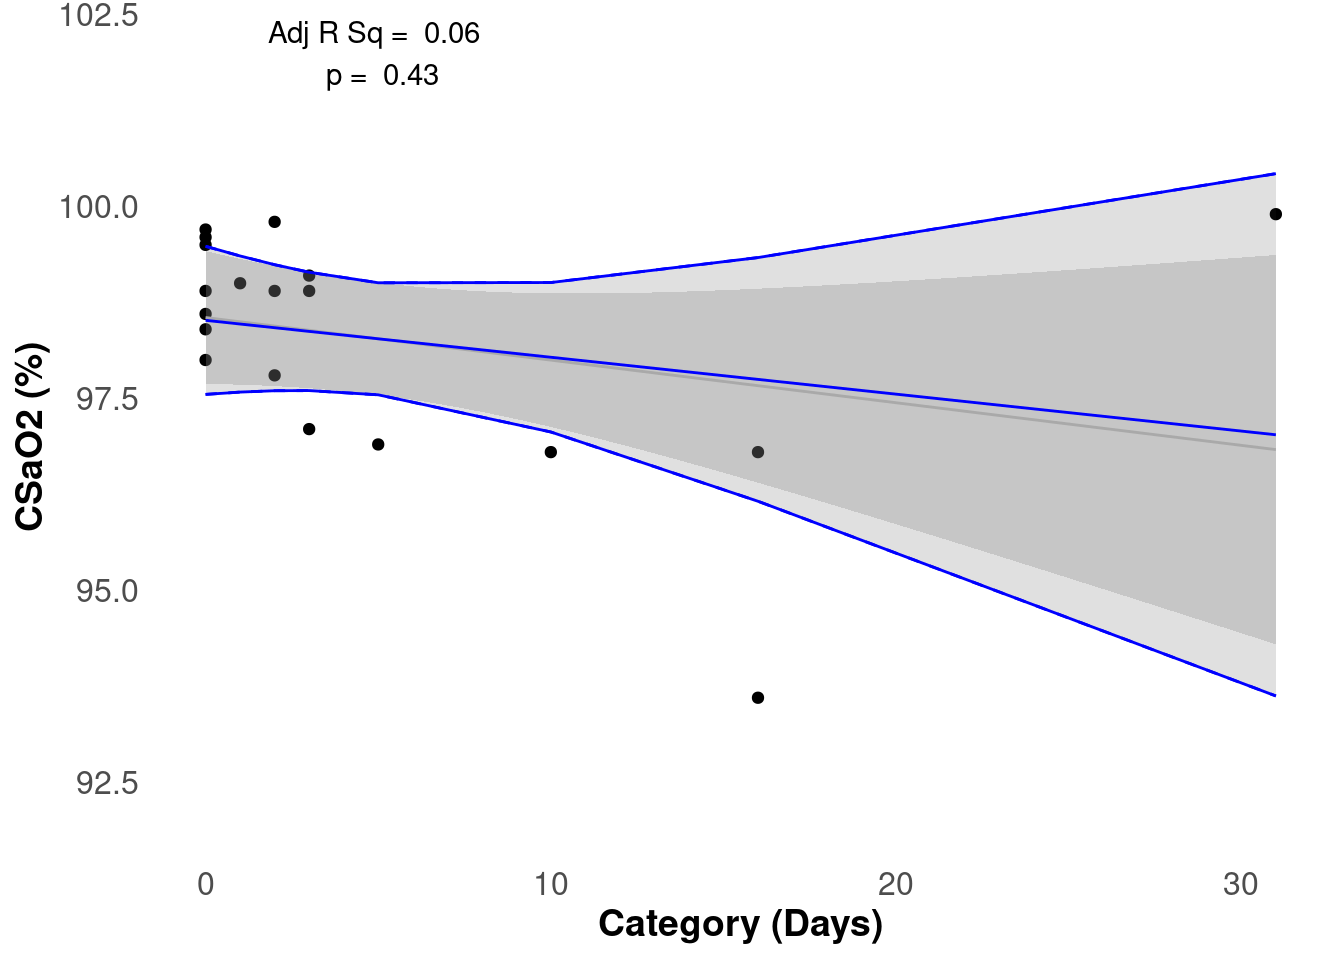 Adj R Sq =  0.06
p =  0.43
102.5
100.0
97.5
95.0
92.5
CSaO2 (%)
0 10 20 30
Category (Days)